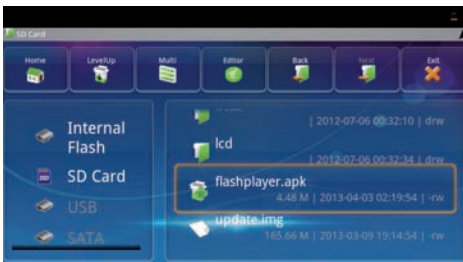 SD Card
Home
LevelUp
Multi
Editor
Back
Next
Exit
Internal
Flash
SD Card
USB
SATA
| 2012-07-06 00:32:10 | drw
lcd
| 2012-07-06 00:32:34 | drw
flashplayer.apk
4.48 M | 2013-04-03 02:19:54 | -rw
update.img
165.66 M | 2013-03-09 19:14:54 | -rw